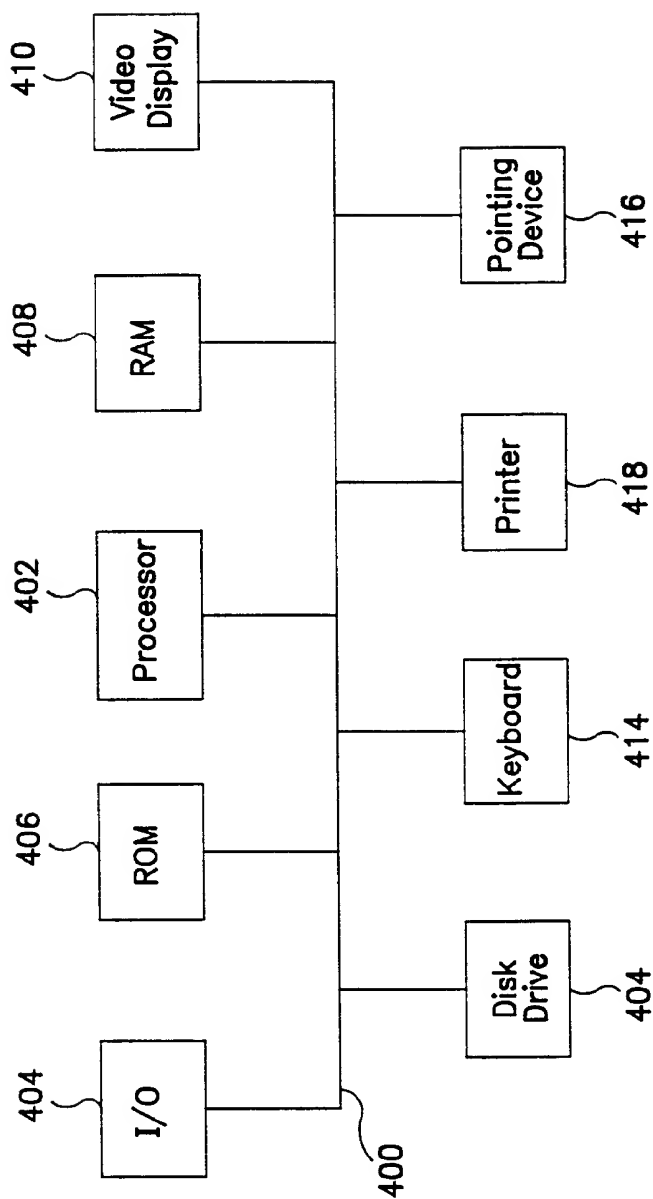 404
I/O
406
ROM
402
Processor
408
RAM
410
Video
Display
400
Disk
Drive
404
Keyboard
414
Printer
418
Pointing
Device
416